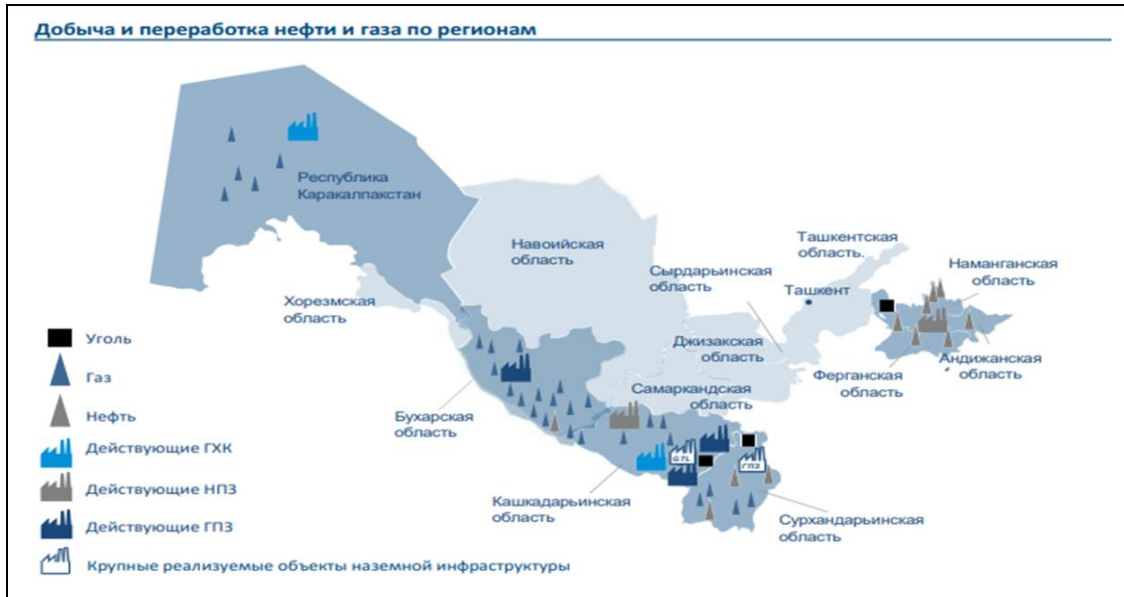 Добыча и переработка нефти и газа по регионам
Республика
Каракалпакстан
Навоийская
область
Ташкентская
область.
Сырдарьинская
область
Наманганская
область
Ташкент
Хорезмская
область
Джизакская
область
Андижанская
область
Ферганская
область
Самаркандская
область
Бухарская
область
GTL
ГПЗ
Кашкадарьинская
область
Сурхандарьинская
область
Уголь
Газ
Нефть
Действующие ГХК
Действующие НПЗ
Действующие ГПЗ
Крупные реализуемые объекты наземной инфраструктуры